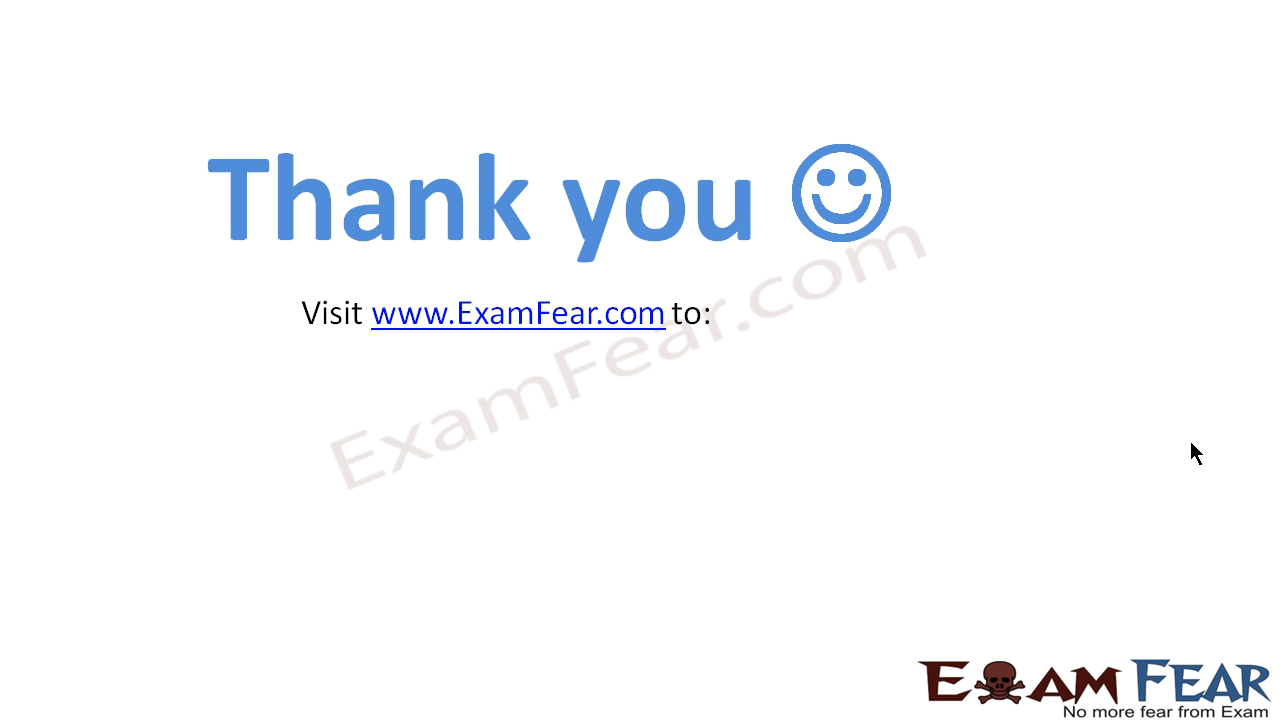 Thank you ☺
Visit www.ExamFear.com to:
ExamFear.com
EXAM FEAR
No more fear from Exam